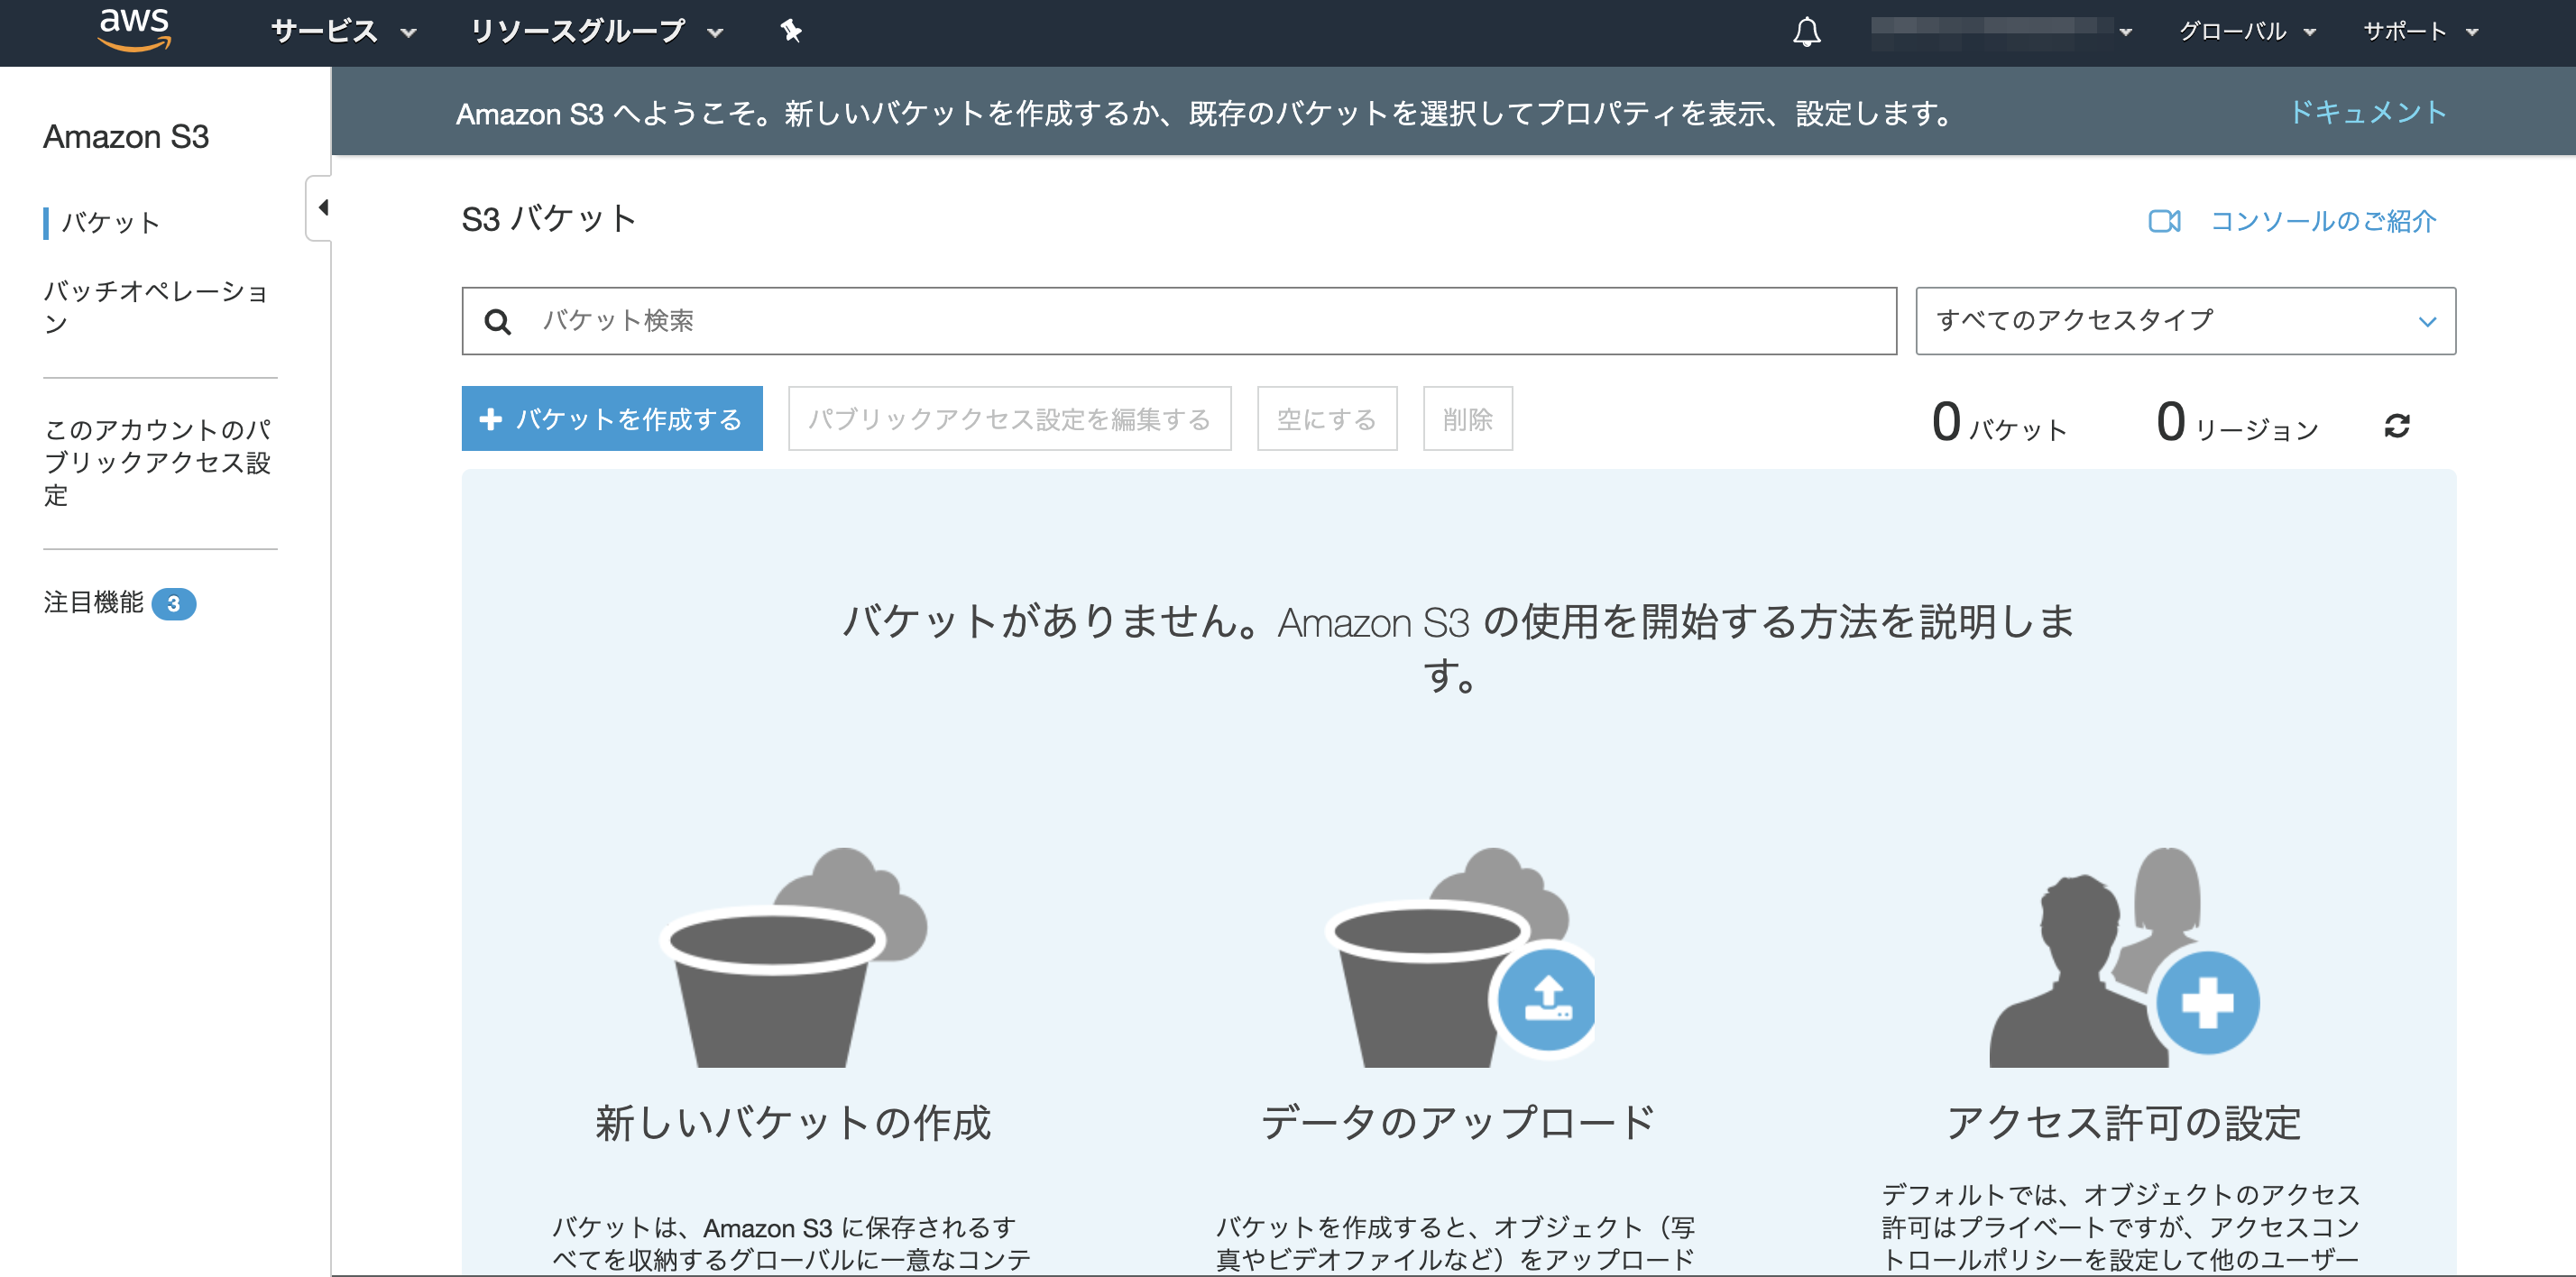 aws
サービス
リソースグループ
グローバル
サポート
Amazon S3 へようこそ。新しいバケットを作成するか、既存のバケットを選択してプロパティを表示、設定します。
ドキュメント
Amazon S3
バケット
バッチオペレーショ
ン
このアカウントのパ
ブリックアクセス設
定
注目機能 3
S3 バケット
コンソールのご紹介
バケット検索
すべてのアクセスタイプ
バケットを作成する
パブリックアクセス設定を編集する
空にする
削除
0 バケット
0 リージョン
バケットがありません。Amazon S3 の使用を開始する方法を説明しま
す。
新しいバケットの作成
バケットは、Amazon S3 に保存されるす
べてを収納するグローバルに一意なコンテ
データのアップロード
バケットを作成すると、オブジェクト（写
真やビデオファイルなど）をアップロード
アクセス許可の設定
デフォルトでは、オブジェクトのアクセス
許可はプライベートですが、アクセスコン
トロールポリシーを設定して他のユーザー